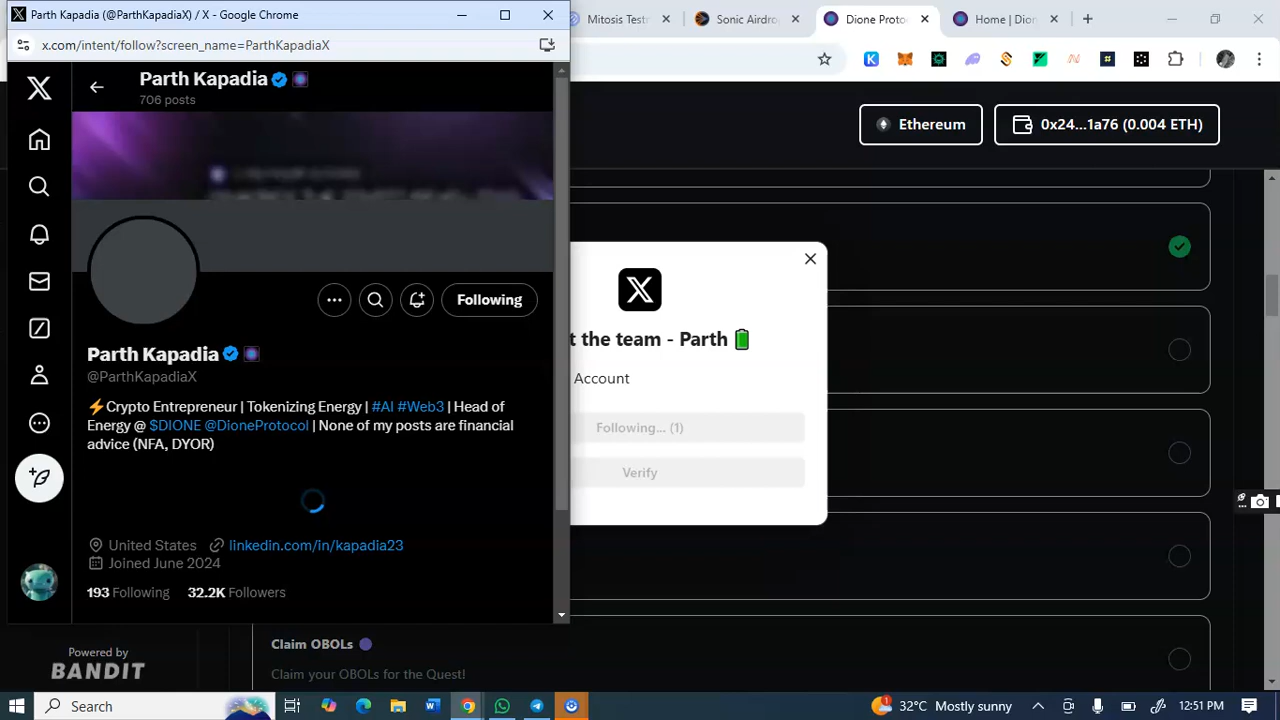 Parth Kapadia (@ParthKapadiaX) / X - Google Chrome
Mitosis Testn
Sonic Airdrop
Dione Proto
Home | Dion
x.com/intent/follow?screen_name=ParthKapadiaX
Parth Kapadia
706 posts
Ethereum
0x24...1a76 (0.004 ETH)
Following
t the team - Parth
Account
Following... (1)
Verify
Parth Kapadia
@ParthKapadiaX
⚡Crypto Entrepreneur | Tokenizing Energy | #AI #Web3 | Head of
Energy @ $DIONE @DioneProtocol | None of my posts are financial
advice (NFA, DYOR)
United States linkedin.com/in/kapadia23
Joined June 2024
193 Following 32.2K Followers
Claim OBOLs
Claim your OBOLs for the Quest!
Powered by
BANDIT
Search
32°C Mostly sunny
12:51 PM